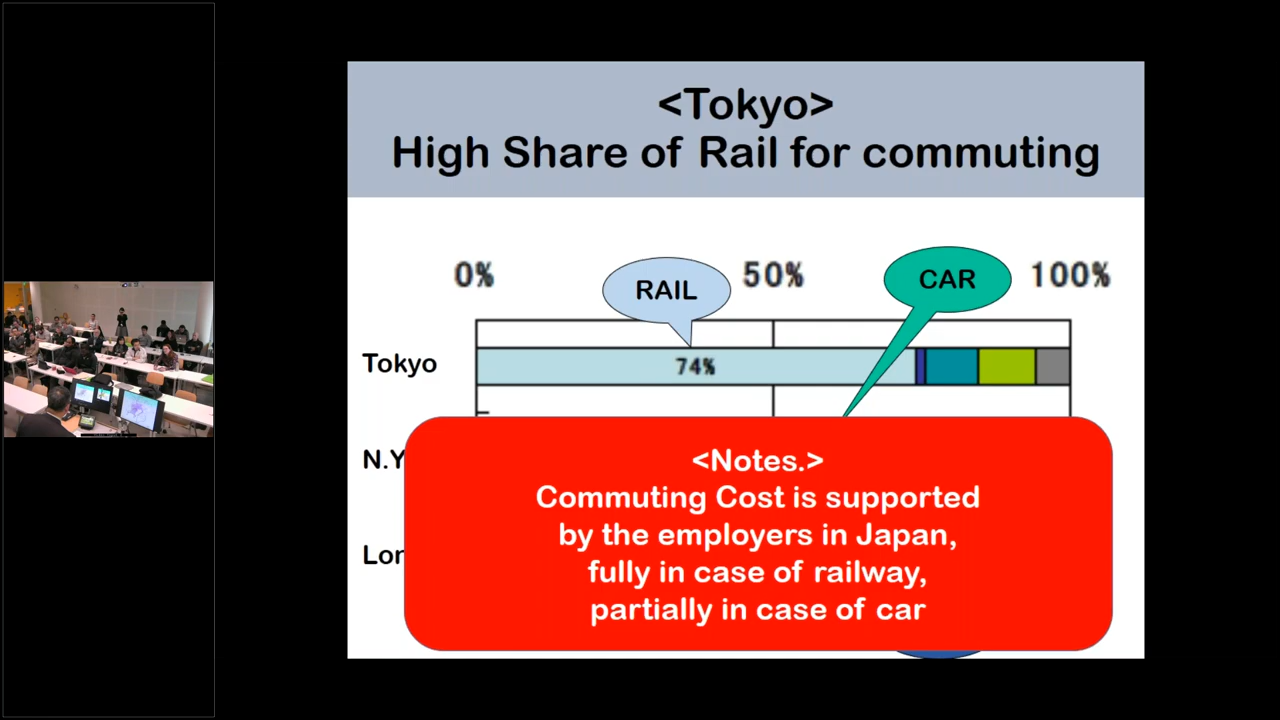 <Tokyo>
High Share of Rail for commuting
0%
50%
100%
RAIL
CAR
Tokyo
74%
N.Y
Lon
<Notes.>
Commuting Cost is supported
by the employers in Japan,
fully in case of railway,
partially in case of car